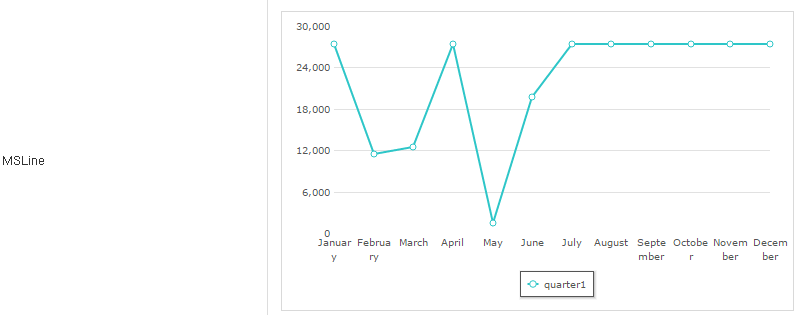 MSLine
30,000
24,000
18,000
12,000
6,000
0
Januar
y
Februa
ry
March
April
May
June
July
August
Septe
mber
Octobe
r
Novem
ber
Decem
ber
quarter1